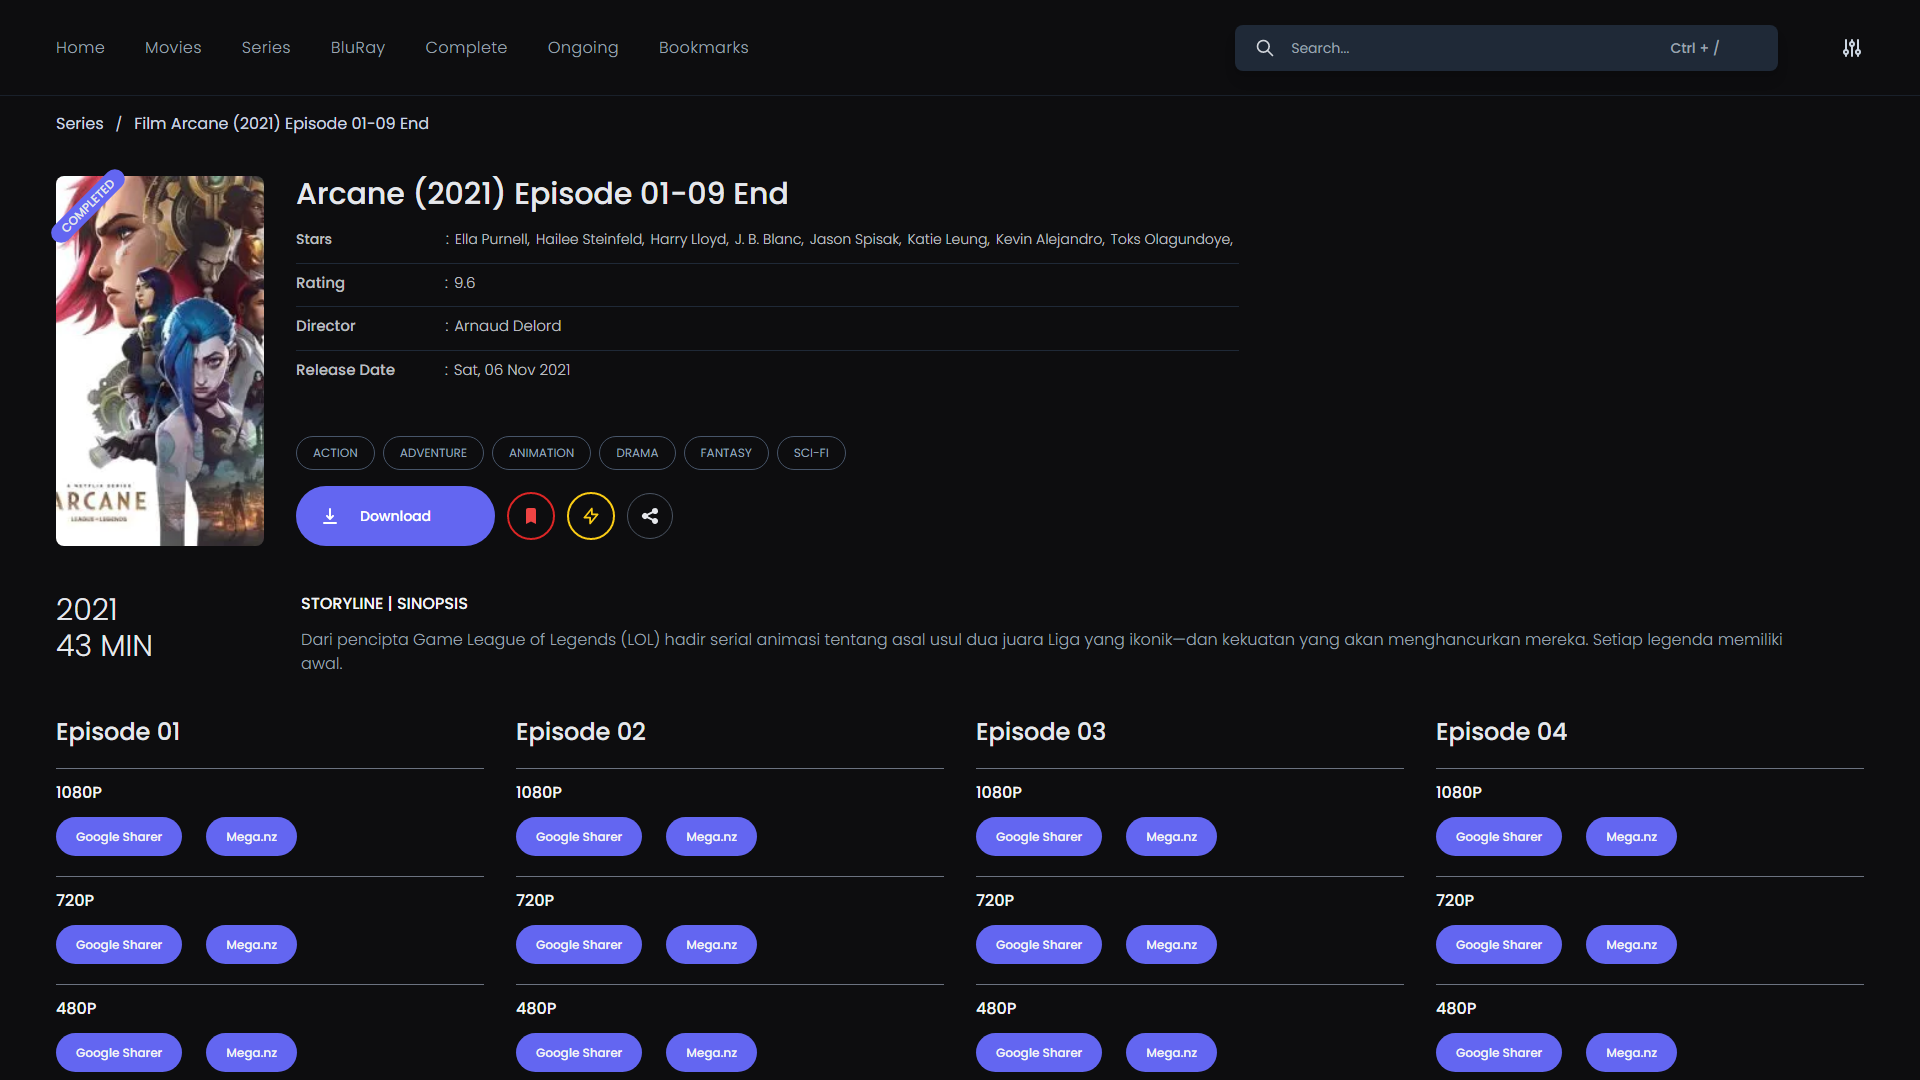 Home Movies Series BluRay Complete Ongoing Bookmarks Search... Ctrl + /
Series / Film Arcane (2021) Episode 01-09 End
COMPLETED
A NETFLIX SERIES
ARCANE
LEAGUE OF LEGENDS
Arcane (2021) Episode 01-09 End
Stars : Ella Purnell, Hailee Steinfeld, Harry Lloyd, J. B. Blanc, Jason Spisak, Katie Leung, Kevin Alejandro, Toks Olagundoye,
Rating : 9.6
Director : Arnaud Delord
Release Date : Sat, 06 Nov 2021
ACTION ADVENTURE ANIMATION DRAMA FANTASY SCI-FI
Download
2021
43 MIN
STORYLINE | SINOPSIS
Dari pencipta Game League of Legends (LOL) hadir serial animasi tentang asal usul dua juara Liga yang ikonik—dan kekuatan yang akan menghancurkan mereka. Setiap legenda memiliki
awal.
Episode 01 Episode 02 Episode 03 Episode 04
1080P 1080P 1080P 1080P
Google Sharer Mega.nz Google Sharer Mega.nz Google Sharer Mega.nz Google Sharer Mega.nz
720P 720P 720P 720P
Google Sharer Mega.nz Google Sharer Mega.nz Google Sharer Mega.nz Google Sharer Mega.nz
480P 480P 480P 480P
Google Sharer Mega.nz Google Sharer Mega.nz Google Sharer Mega.nz Google Sharer Mega.nz